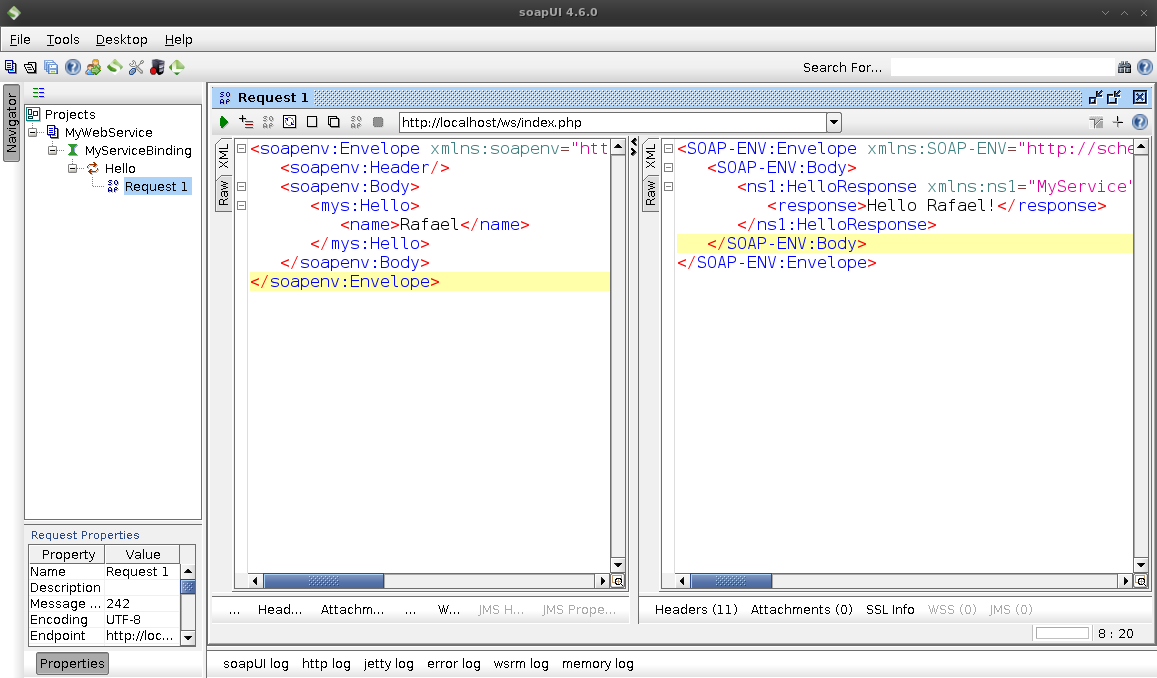 soapUI 4.6.0
File Tools Desktop Help
Search For...
Navigator
Projects
MyWebService
MyServiceBinding
Hello
Request 1
Request 1
http://localhost/ws/index.php
XML
Raw
<soapenv:Envelope xmlns:soapenv="htt
<soapenv:Header/>
<soapenv:Body>
<mys:Hello>
<name>Rafael</name>
</mys:Hello>
</soapenv:Body>
</soapenv:Envelope>
XML
Raw
<SOAP-ENV:Envelope xmlns:SOAP-ENV="http://sche
<SOAP-ENV:Body>
<ns1:HelloResponse xmlns:ns1="MyService"
<response>Hello Rafael!</response>
</ns1:HelloResponse>
</SOAP-ENV:Body>
</SOAP-ENV:Envelope>
Request Properties
Property Value
Name Request 1
Description
Message ... 242
Encoding UTF-8
Endpoint http://loc...
Properties
... Head... Attachm... ... W... JMS H... JMS Prope...
Headers (11) Attachments (0) SSL Info WSS (0) JMS (0)
8 : 20
soapUI log http log jetty log error log wsrm log memory log